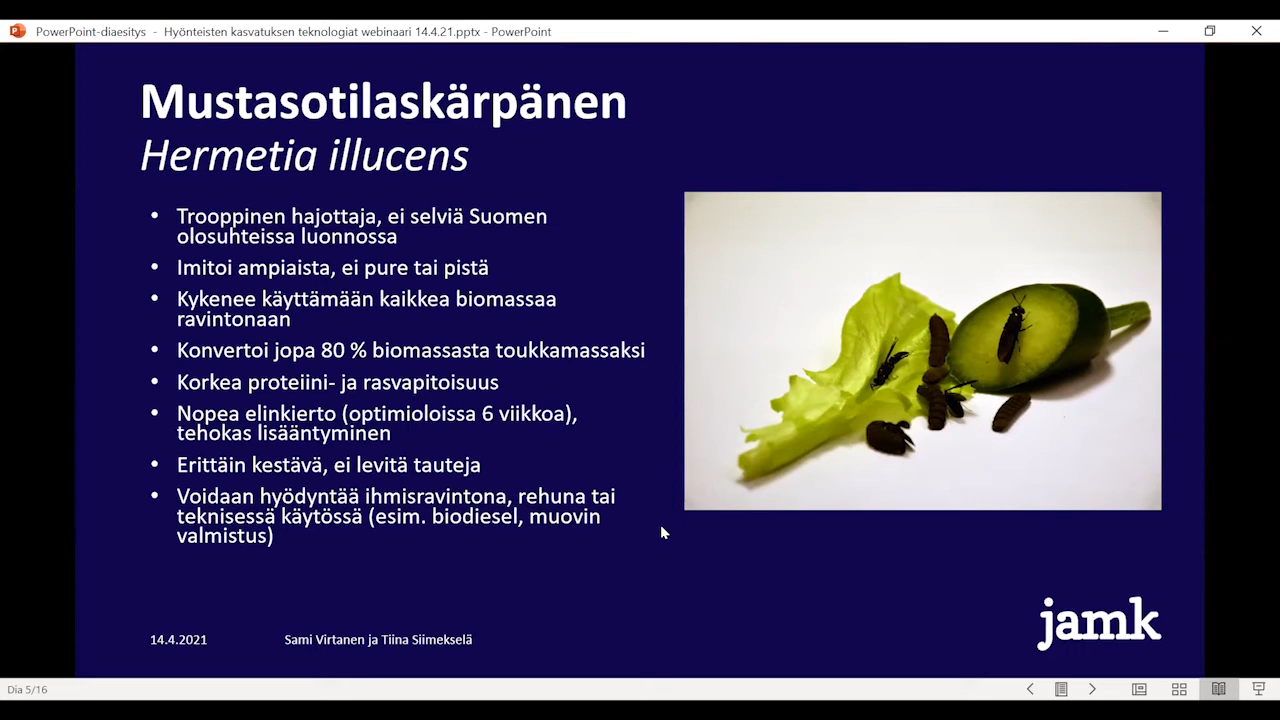 PowerPoint-diaesitys - Hyönteisten kasvatuksen teknologiat webinaari 14.4.21.pptx - PowerPoint
Mustasotilaskärpänen
Hermetia illucens
• Trooppinen hajottaja, ei selviä Suomen
olosuhteissa luonnossa
• Imitoi ampiaista, ei pure tai pistä
• Kykenee käyttämään kaikkea biomassaa
ravintonaan
• Konvertoi jopa 80 % biomassasta toukkamassaksi
• Korkea proteiini- ja rasvapitoisuus
• Nopea elinkierto (optimioloissa 6 viikkoa),
tehokas lisääntyminen
• Erittäin kestävä, ei levitä tauteja
• Voidaan hyödyntää ihmisravintona, rehuna tai
teknisessä käytössä (esim. biodiesel, muovin
valmistus)
14.4.2021 Sami Virtanen ja Tiina Siimekselä
jamk
Dia 5/16